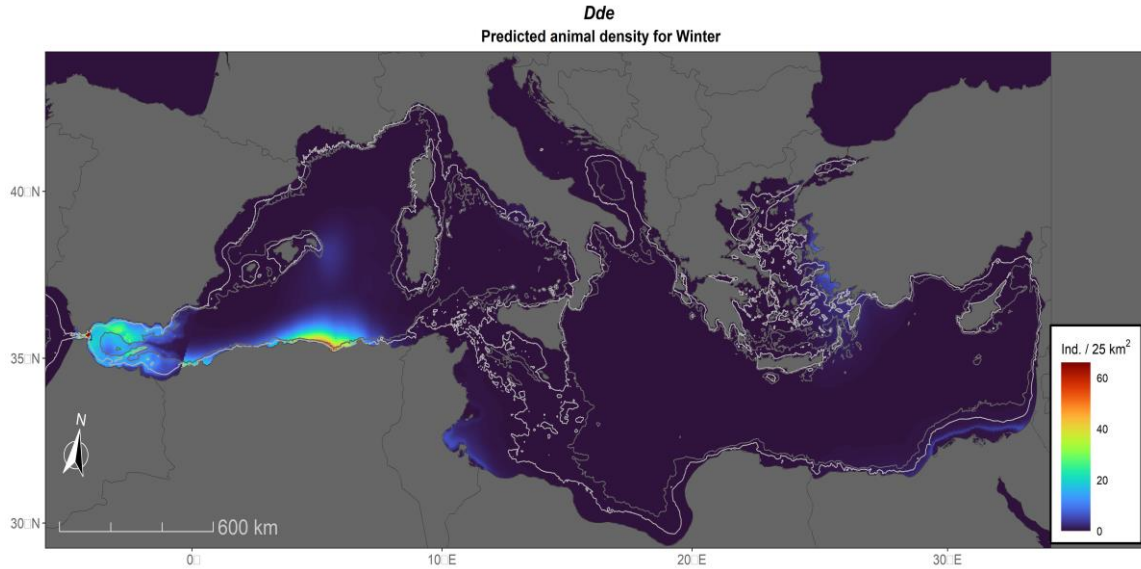 Dde
Predicted animal density for Winter
40▯N
35▯N
30▯N
N
600 km
0▯
10▯E
20▯E
30▯E
Ind. / 25 km²
60
40
20
0